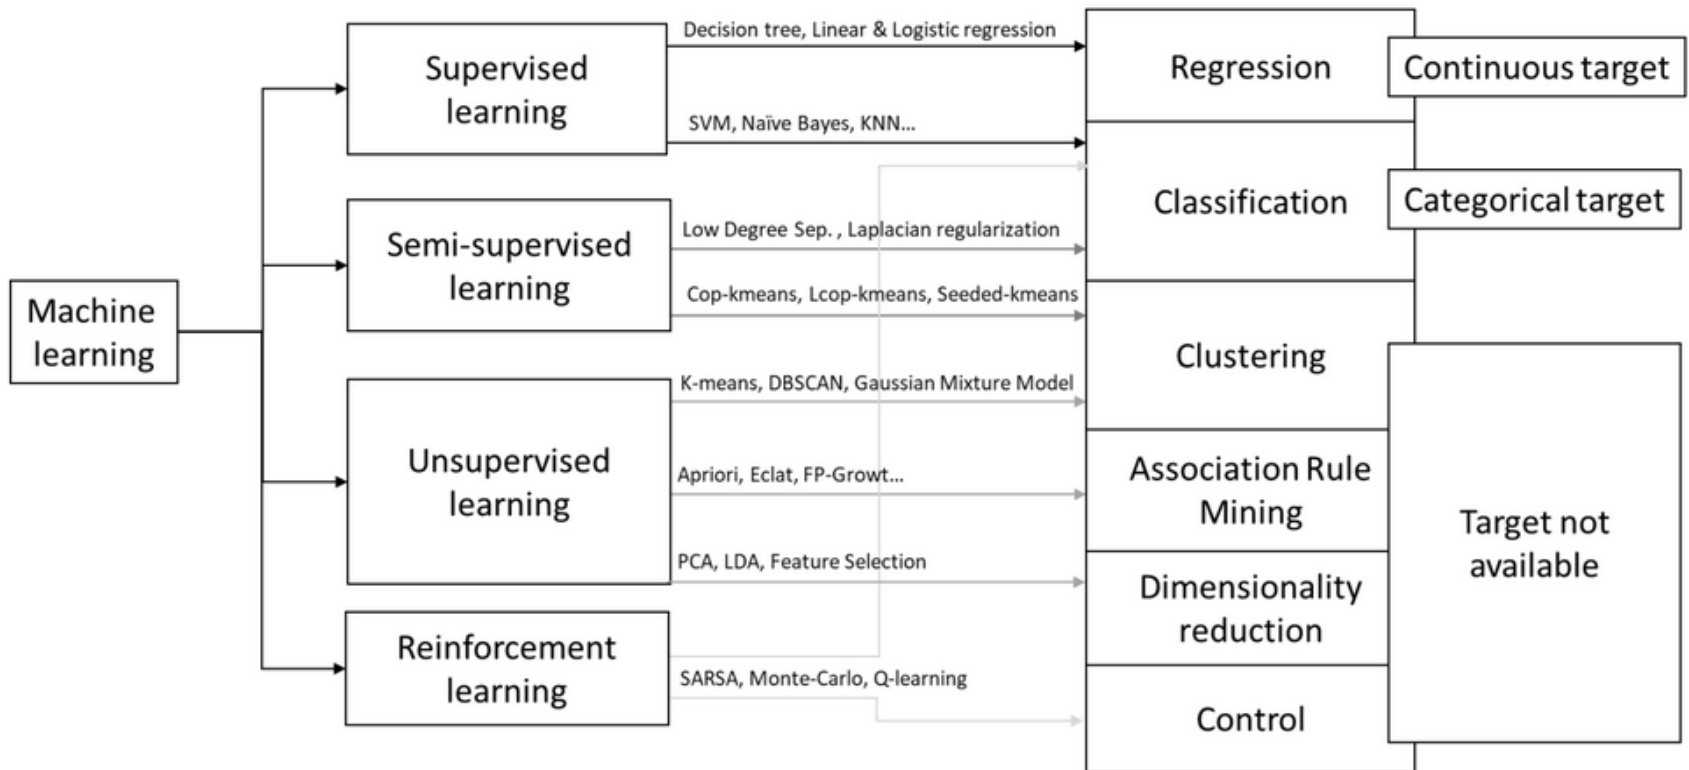 Machine
learning
Supervised
learning
Semi-supervised
learning
Unsupervised
learning
Reinforcement
learning
Decision tree, Linear & Logistic regression
SVM, Naïve Bayes, KNN…
Low Degree Sep. , Laplacian regularization
Cop-kmeans, Lcop-kmeans, Seeded-kmeans
K-means, DBSCAN, Gaussian Mixture Model
Apriori, Eclat, FP-Growt…
PCA, LDA, Feature Selection
SARSA, Monte-Carlo, Q-learning
Regression
Classification
Clustering
Association Rule
Mining
Dimensionality
reduction
Control
Continuous target
Categorical target
Target not
available